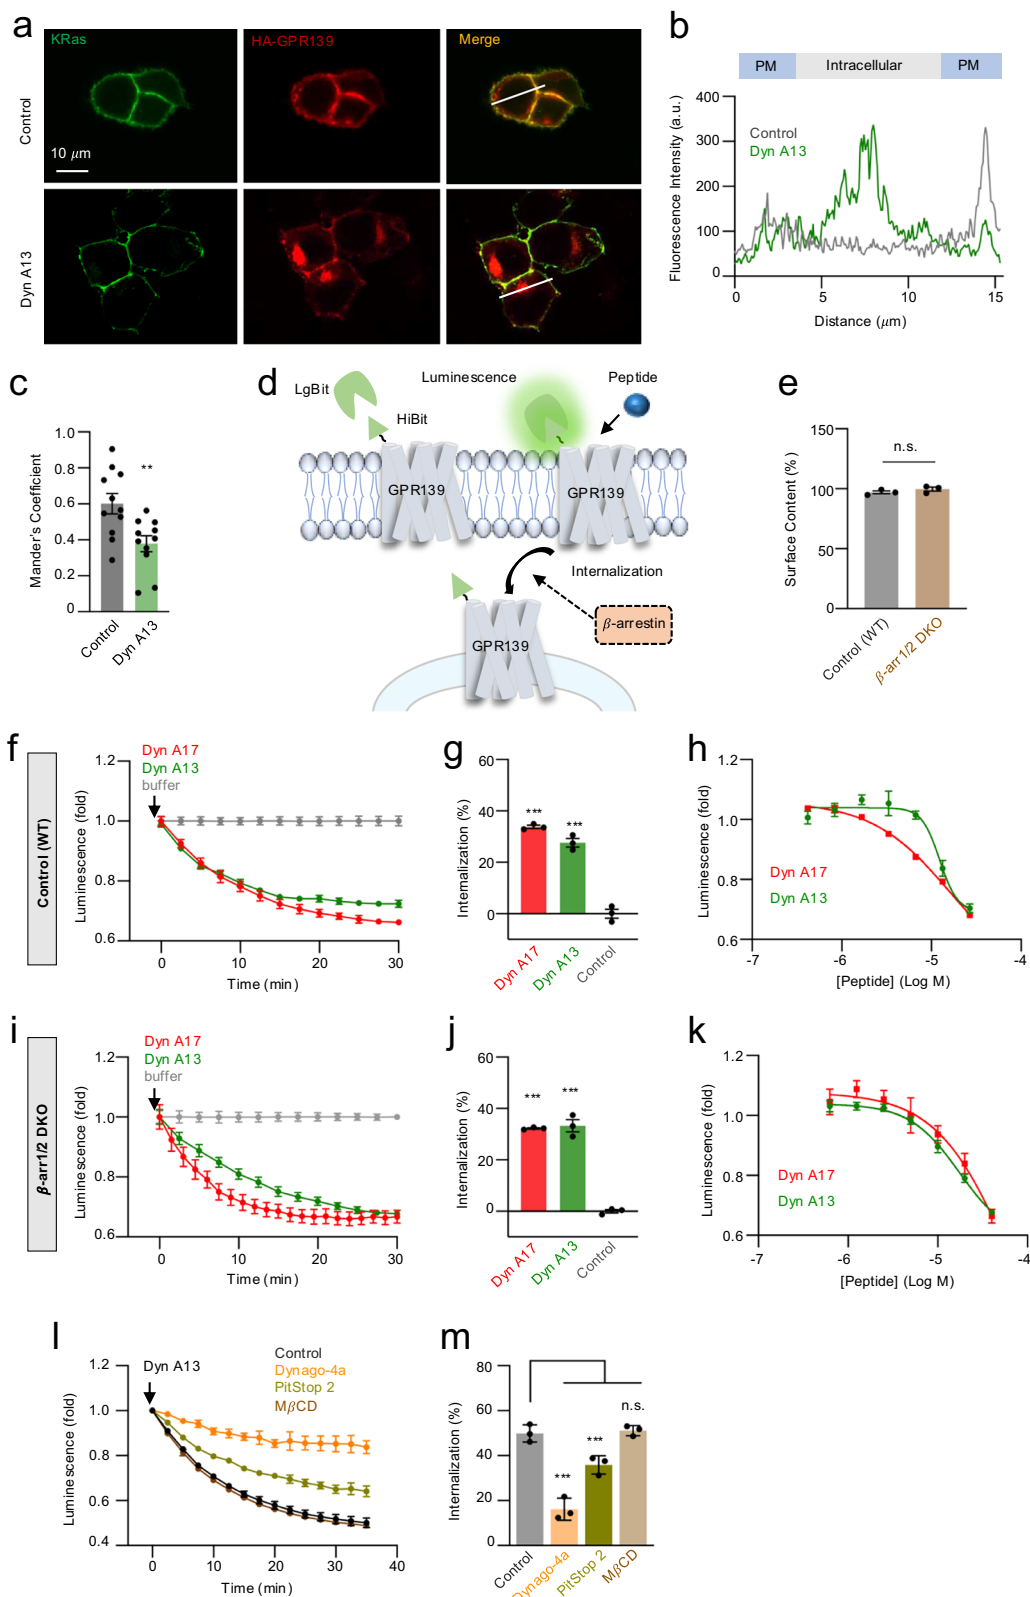 a
KRas
HA-GPR139
Merge
Control
10 μm
Dyn A13
b
PM
Intracellular
PM
Fluorescence Intensity (a.u.)
400
300
200
100
0
Control
Dyn A13
0
5
10
15
Distance (μm)
c
Mander's Coefficient
1.0
0.8
0.6
0.4
0.2
0
**
Control
Dyn A13
d
LgBit
HiBit
Luminescence
Peptide
GPR139
GPR139
Internalization
β-arrestin
GPR139
e
Surface Content (%)
150
100
50
0
n.s.
Control (WT)
β-arr1/2 DKO
f
Control (WT)
Dyn A17
Dyn A13
buffer
Luminescence (fold)
1.2
1.0
0.8
0.6
0
10
20
30
Time (min)
g
Internalization (%)
60
40
20
0
***
***
Dyn A17
Dyn A13
Control
h
Luminescence (fold)
1.2
1.0
0.8
0.6
Dyn A17
Dyn A13
-7
-6
-5
-4
[Peptide] (Log M)
i
β-arr1/2 DKO
Dyn A17
Dyn A13
buffer
Luminescence (fold)
1.2
1.0
0.8
0.6
0
10
20
30
Time (min)
j
Internalization (%)
60
40
20
0
***
***
Dyn A17
Dyn A13
Control
k
Luminescence (fold)
1.2
1.0
0.8
0.6
Dyn A17
Dyn A13
-7
-6
-5
-4
[Peptide] (Log M)
l
Dyn A13
Control
Dynago-4a
PitStop 2
MβCD
Luminescence (fold)
1.2
1.0
0.8
0.6
0.4
0
10
20
30
40
Time (min)
m
Internalization (%)
80
60
40
20
0
***
***
n.s.
Control
Dynago-4a
PitStop 2
MβCD